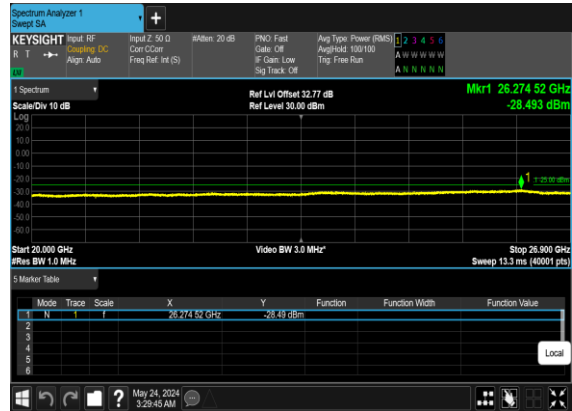 Spectrum Analyzer 1
Swept SA
+
KEYSIGHT
R T
Input: RF
Coupling: DC
Align: Auto
Input Z: 50 Ω
Corr CCorr
Freq Ref: Int (S)
#Atten: 20 dB
PNO: Fast
Gate: Off
IF Gain: Low
Sig Track: Off
Avg Type: Power (RMS)
Avg|Hold: 100/100
Trig: Free Run
1 2 3 4 5 6
A W W W W W
A N N N N N
1 Spectrum
Scale/Div 10 dB
Ref Lvl Offset 32.77 dB
Ref Level 30.00 dBm
Mkr1 26.274 52 GHz
-28.493 dBm
Log
20.0
10.0
0.00
-10.0
-20.0
-30.0
-40.0
-50.0
-60.0
1
Start 20.000 GHz
#Res BW 1.0 MHz
Video BW 3.0 MHz*
Stop 26.900 GHz
Sweep 13.3 ms (40001 pts)
5 Marker Table
Mode Trace Scale X Y Function Function Width Function Value
1 N 1 f 26.274 52 GHz -28.49 dBm
2
3
4
5
6
Local
?
May 24, 2024
3:29:45 AM